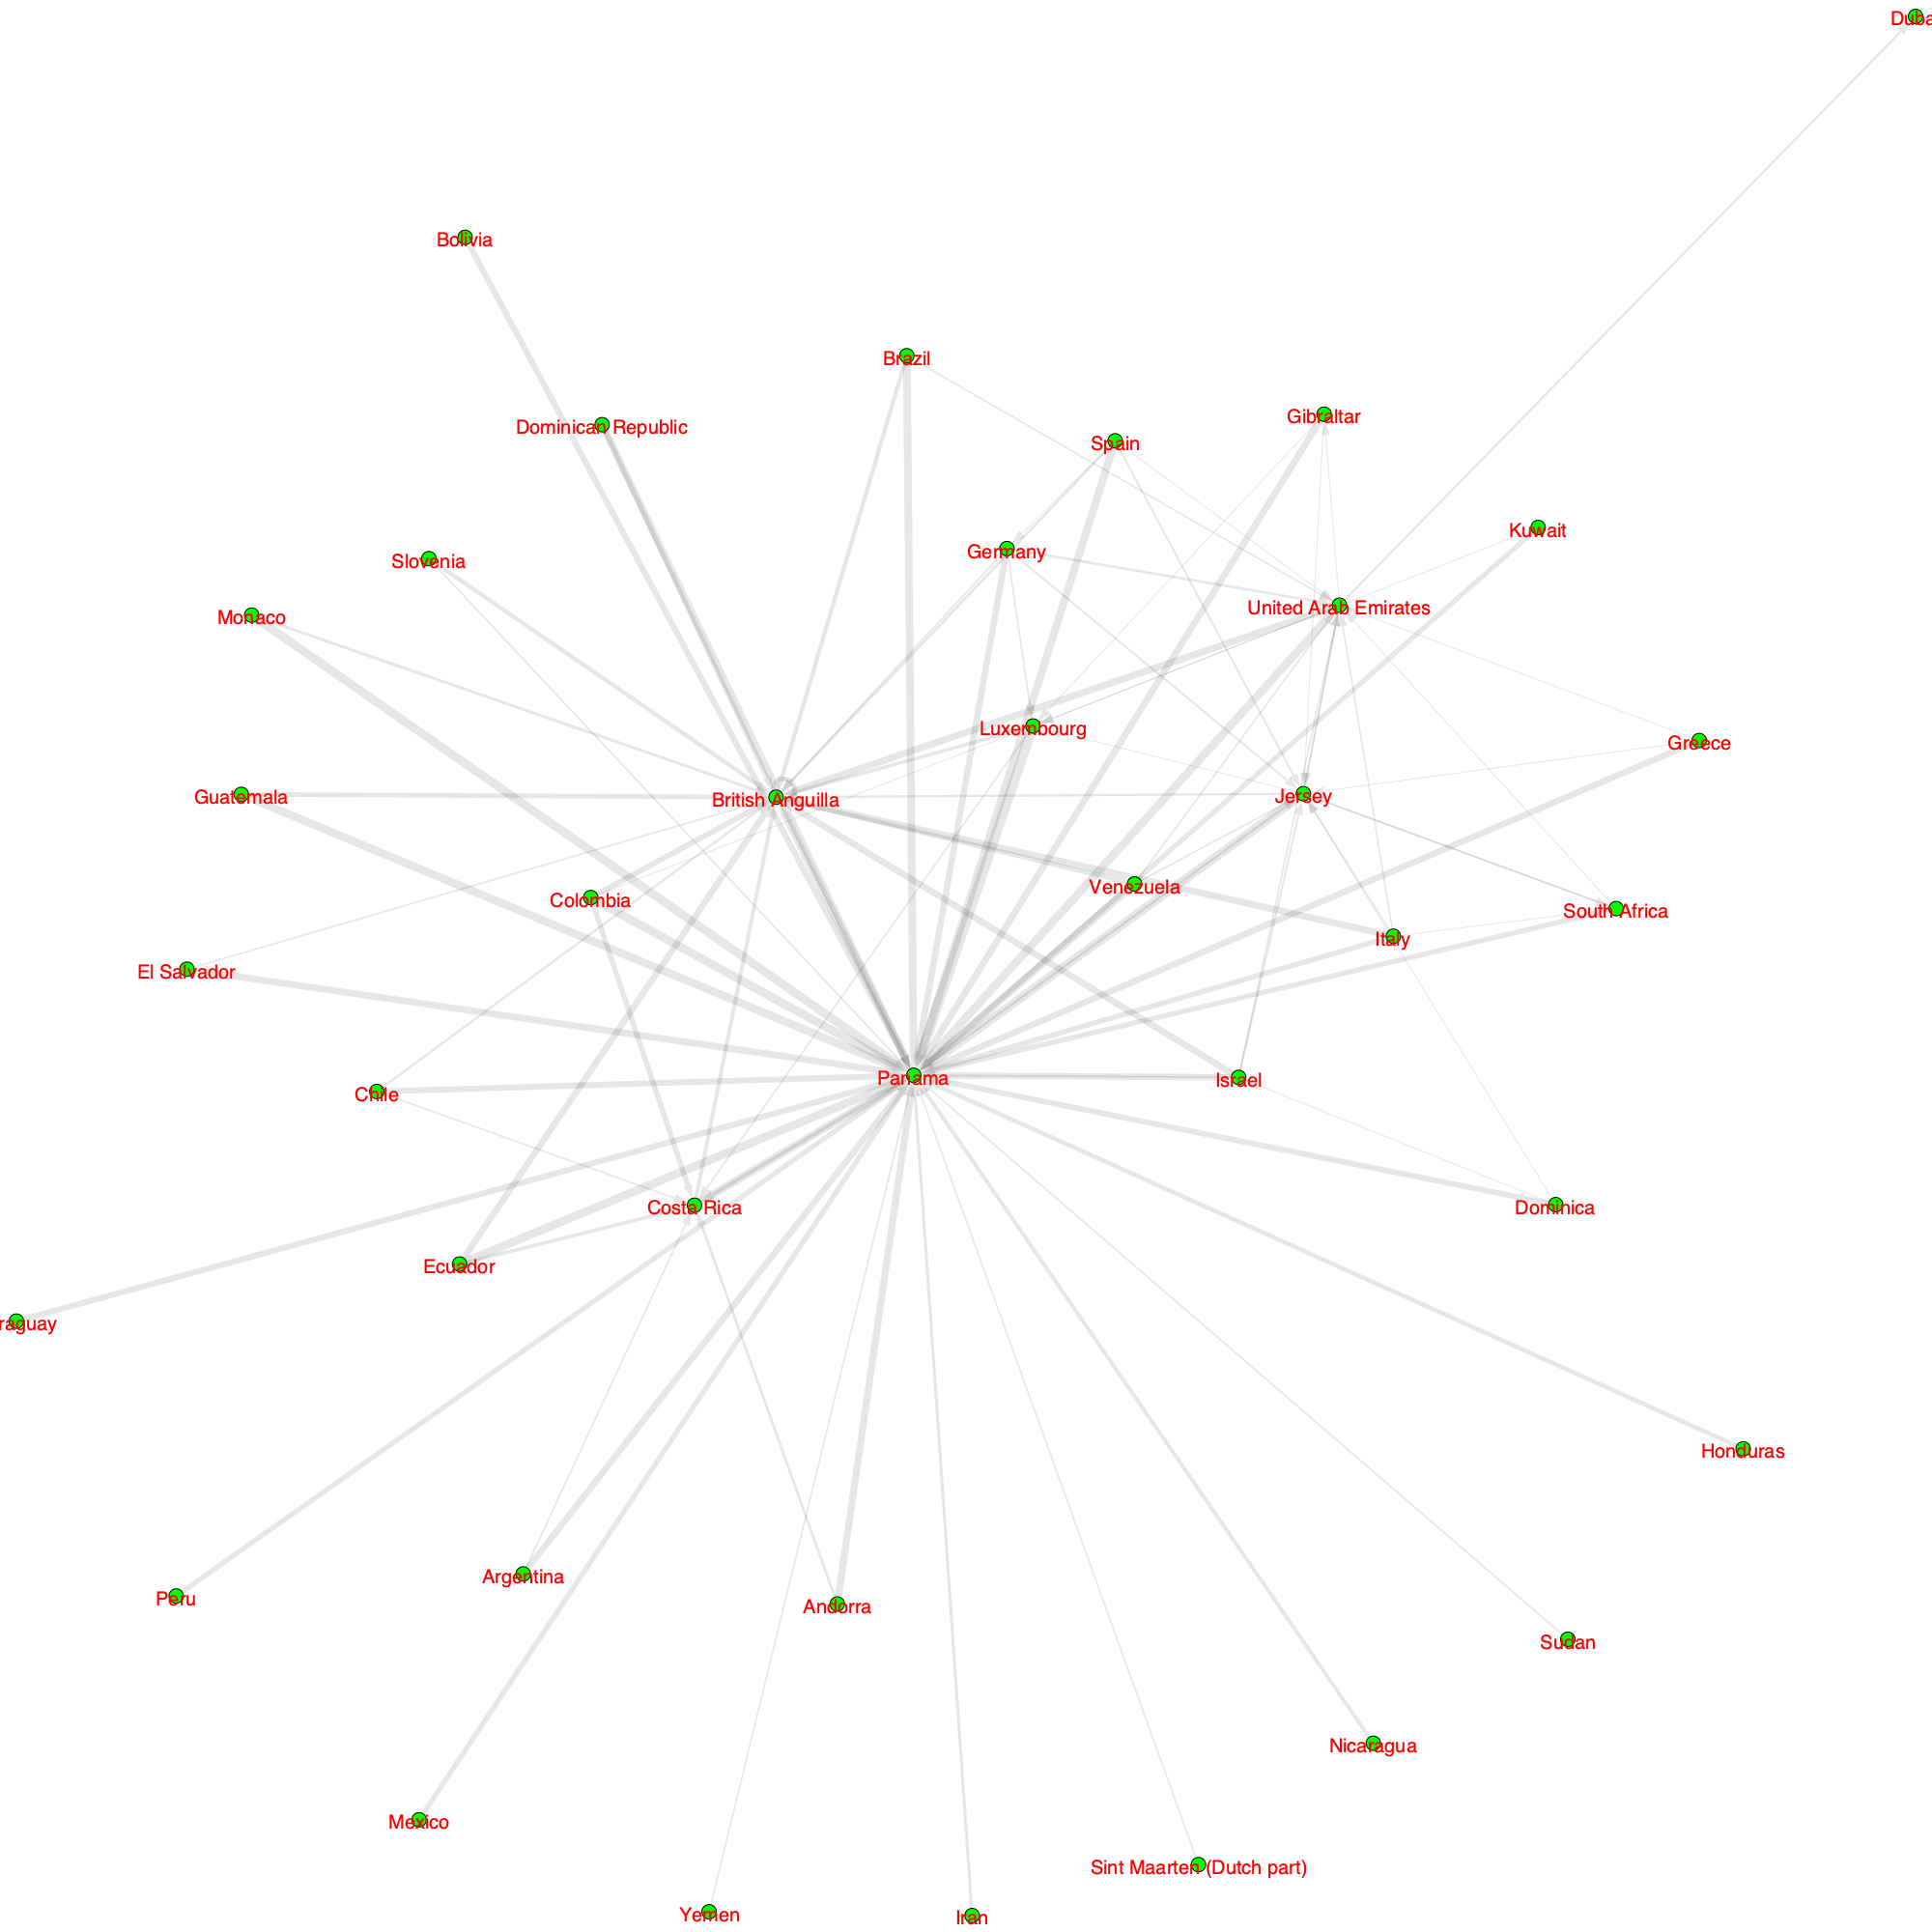 Duba
Bolivia
Brazil
Gibraltar
Dominican Republic
Spain
Kuwait
Germany
Slovenia
United Arab Emirates
Monaco
Luxembourg
Greece
Guatemala
British Anguilla
Jersey
Venezuela
Colombia
South Africa
Italy
El Salvador
Panama
Israel
Chile
Costa Rica
Dominica
Ecuador
raguay
Honduras
Argentina
Peru
Andorra
Sudan
Nicaragua
Mexico
Sint Maarten (Dutch part)
Yemen
Iran